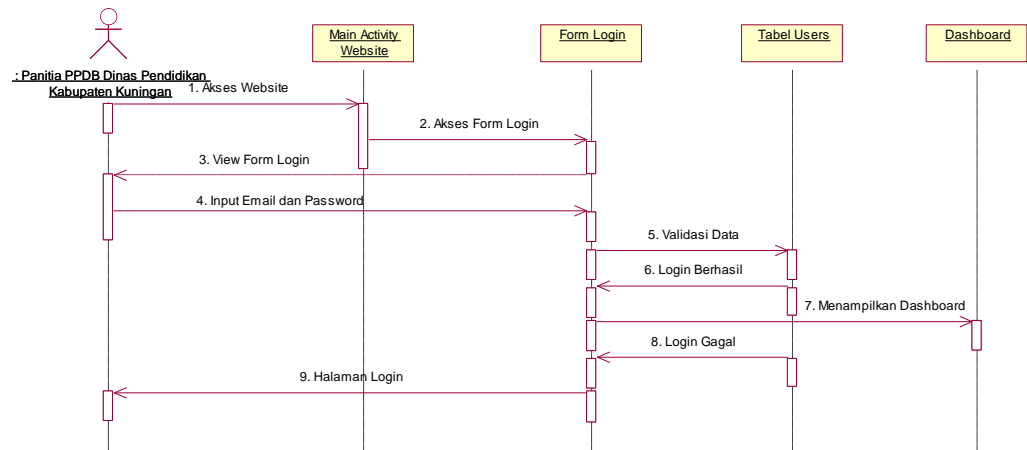 Main Activity
Website
Form Login
Tabel Users
Dashboard
: Panitia PPDB Dinas Pendidikan
Kabupaten Kuningan
1. Akses Website
2. Akses Form Login
3. View Form Login
4. Input Email dan Password
5. Validasi Data
6. Login Berhasil
7. Menampilkan Dashboard
8. Login Gagal
9. Halaman Login